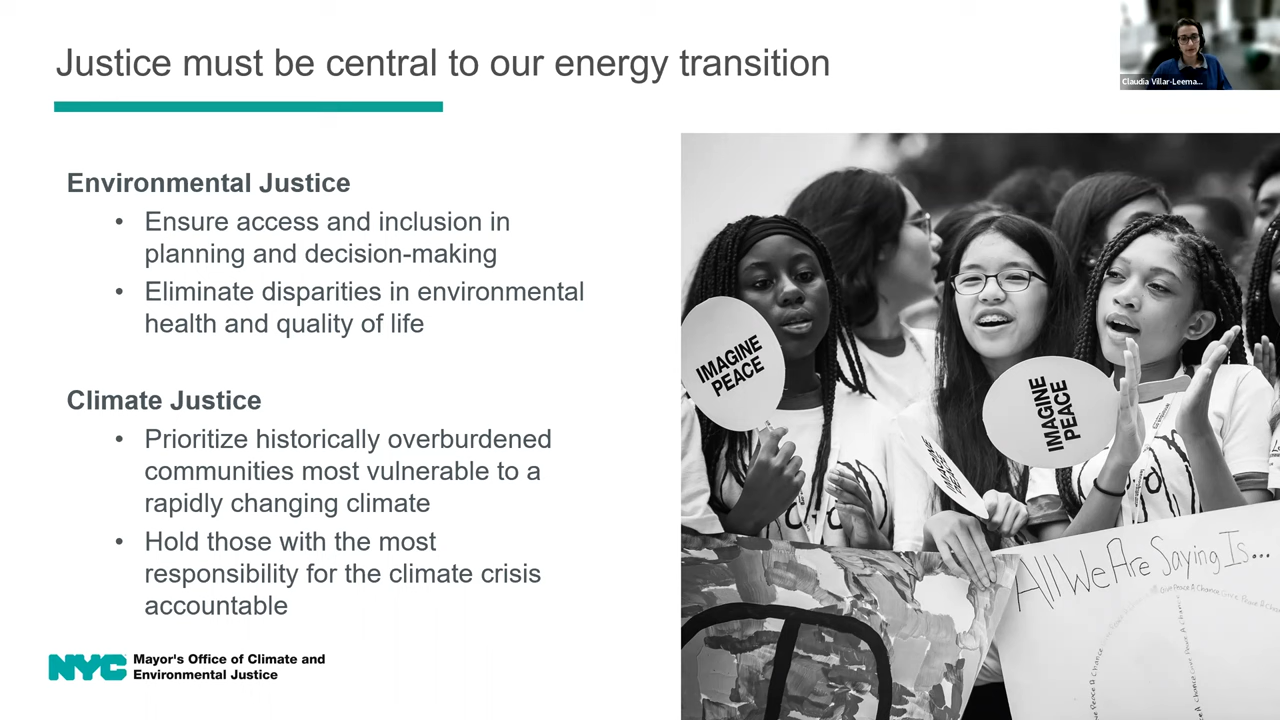 Justice must be central to our energy transition
Claudia Villar-Leema...
Environmental Justice
• Ensure access and inclusion in
planning and decision-making
• Eliminate disparities in environmental
health and quality of life
Climate Justice
• Prioritize historically overburdened
communities most vulnerable to a
rapidly changing climate
• Hold those with the most
responsibility for the climate crisis
accountable
NYC
Mayor's Office of Climate and
Environmental Justice
IMAGINE
PEACE
IMAGINE
PEACE
All We Are Saying Is...
Give Peace A Chance